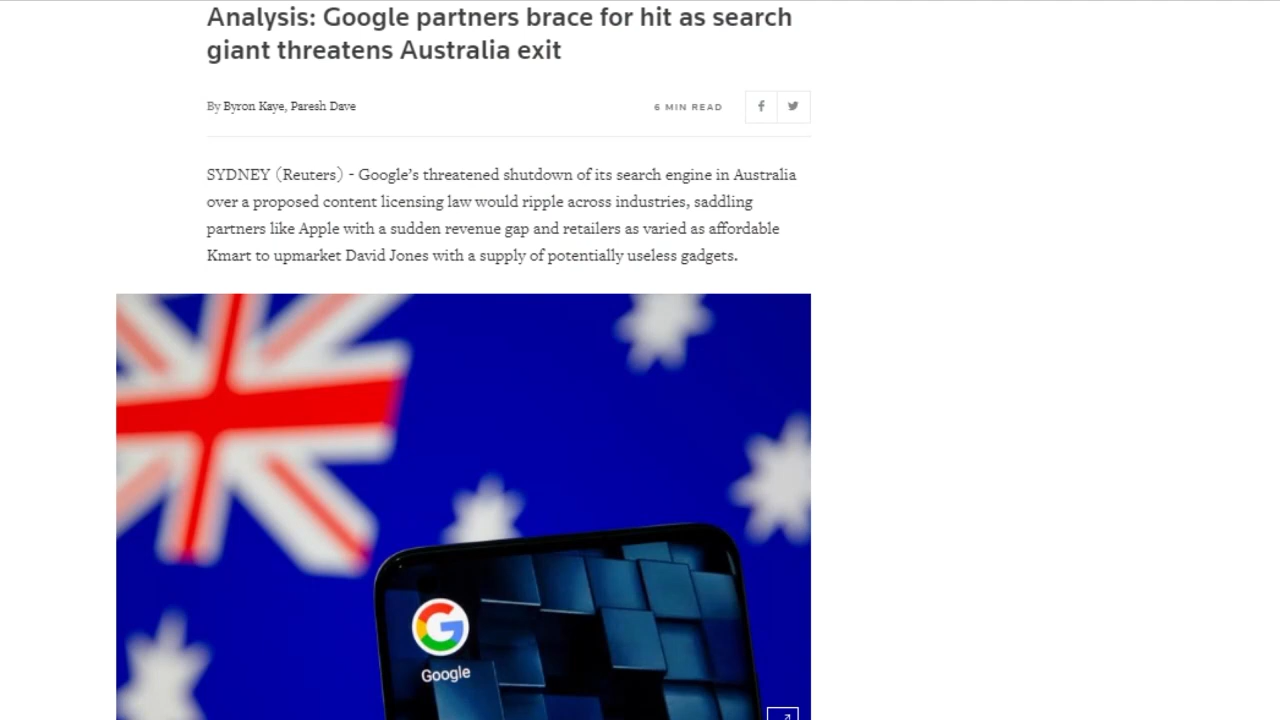 Analysis: Google partners brace for hit as search
giant threatens Australia exit
By Byron Kaye, Paresh Dave
6 MIN READ
SYDNEY (Reuters) - Google’s threatened shutdown of its search engine in Australia
over a proposed content licensing law would ripple across industries, saddling
partners like Apple with a sudden revenue gap and retailers as varied as affordable
Kmart to upmarket David Jones with a supply of potentially useless gadgets.
Google